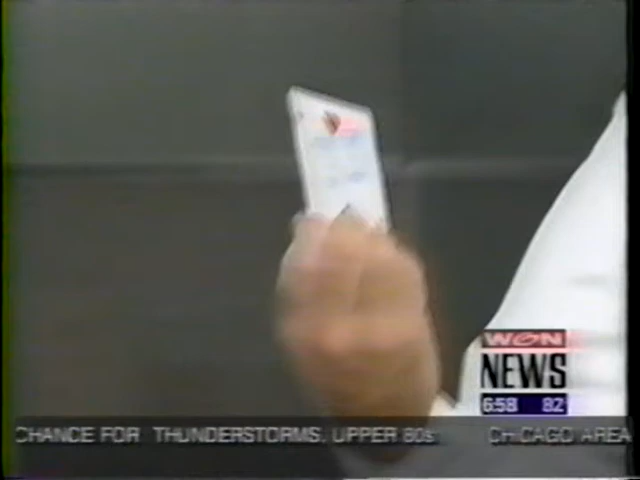 WGN
NEWS
6:58 82
CHANCE FOR THUNDERSTORMS, UPPER 80s CHICAGO AREA